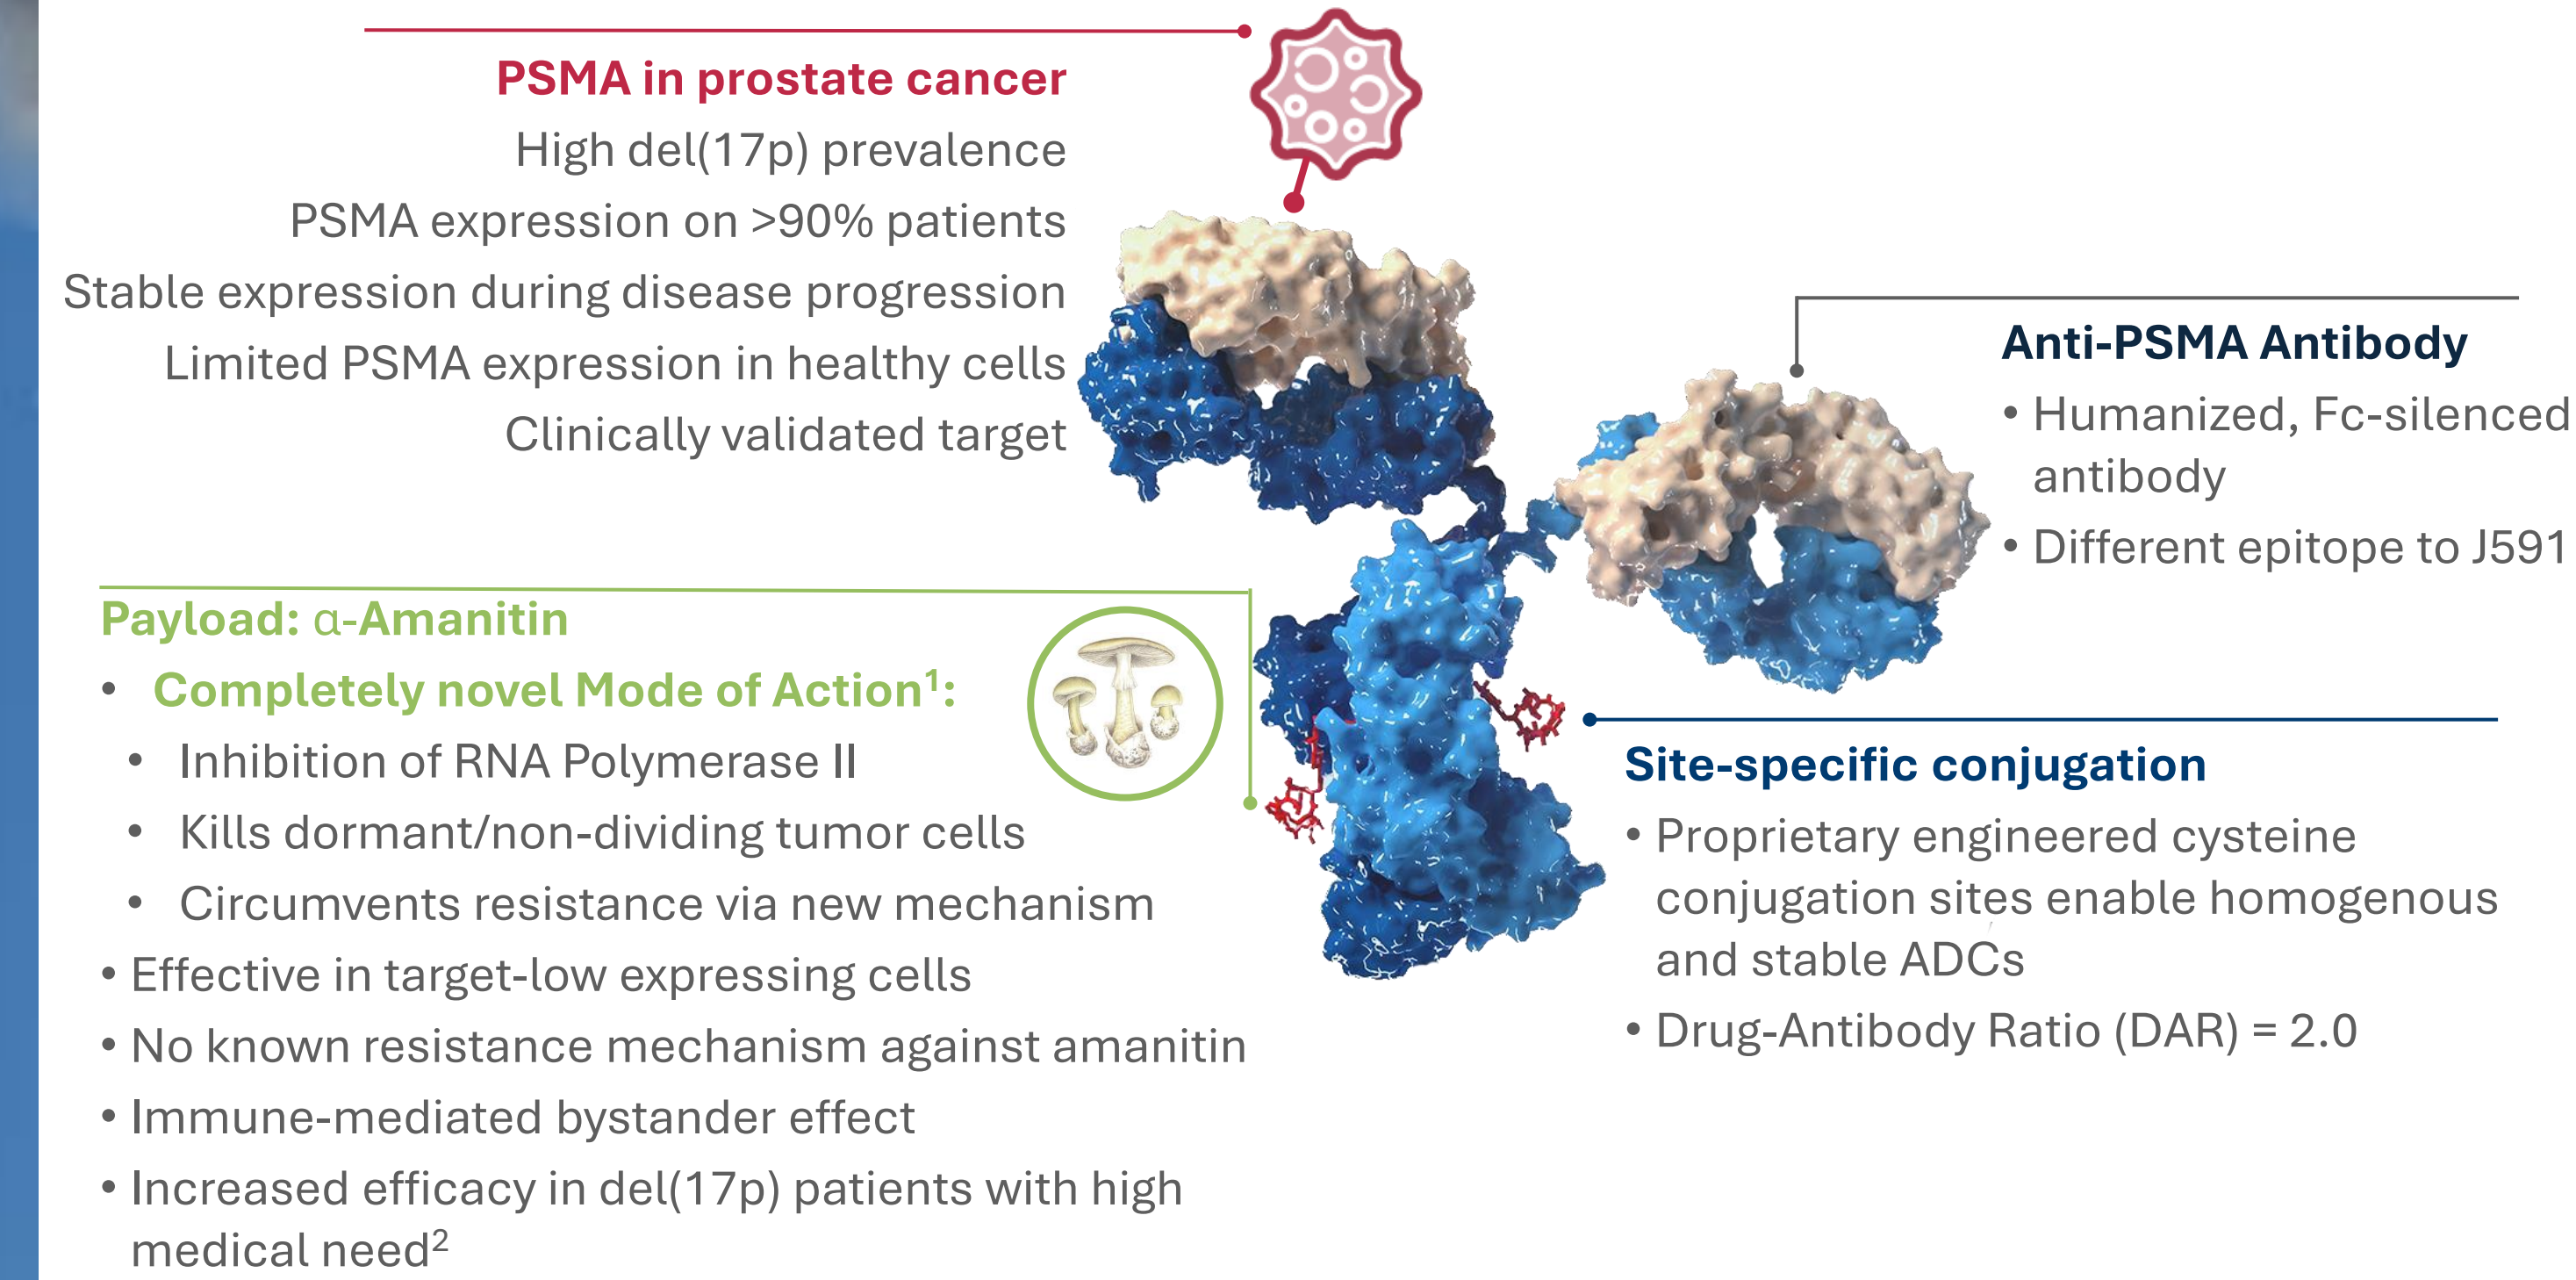 PSMA in prostate cancer
High del(17p) prevalence
PSMA expression on >90% patients
Stable expression during disease progression
Limited PSMA expression in healthy cells
Clinically validated target
Anti-PSMA Antibody
• Humanized, Fc-silenced
antibody
• Different epitope to J591
Payload: α-Amanitin
• Completely novel Mode of Action¹:
• Inhibition of RNA Polymerase II
• Kills dormant/non-dividing tumor cells
• Circumvents resistance via new mechanism
• Effective in target-low expressing cells
• No known resistance mechanism against amanitin
• Immune-mediated bystander effect
• Increased efficacy in del(17p) patients with high
medical need²
Site-specific conjugation
• Proprietary engineered cysteine
conjugation sites enable homogenous
and stable ADCs
• Drug-Antibody Ratio (DAR) = 2.0